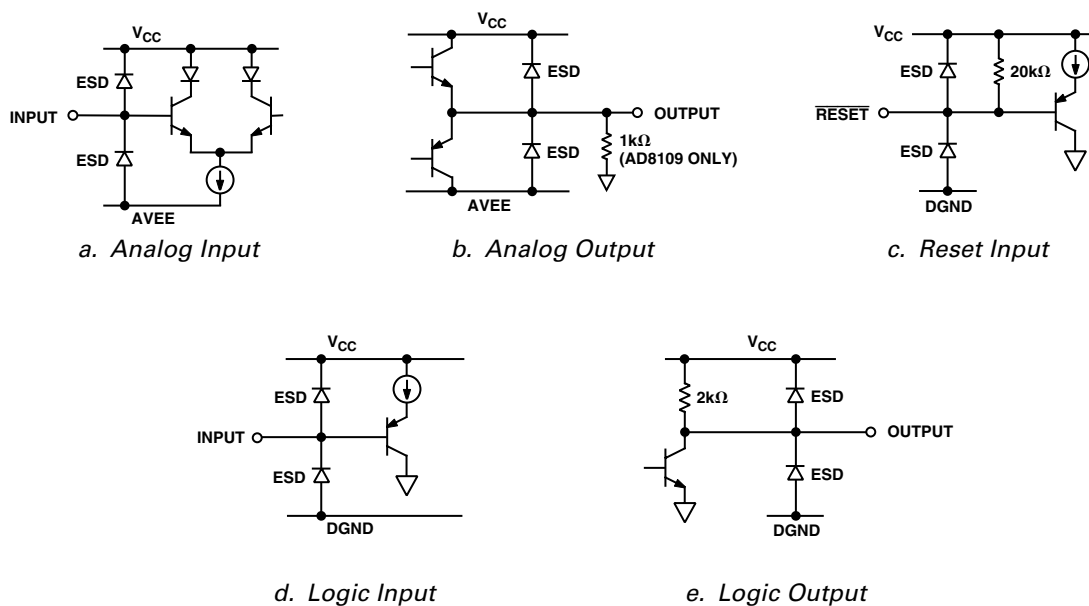 VCC
ESD
INPUT
ESD
AVEE
a. Analog Input
VCC
ESD
OUTPUT
ESD
1kΩ
(AD8109 ONLY)
AVEE
b. Analog Output
VCC
ESD
20kΩ
RESET
ESD
DGND
c. Reset Input
VCC
ESD
INPUT
ESD
DGND
d. Logic Input
VCC
2kΩ
ESD
OUTPUT
ESD
DGND
e. Logic Output